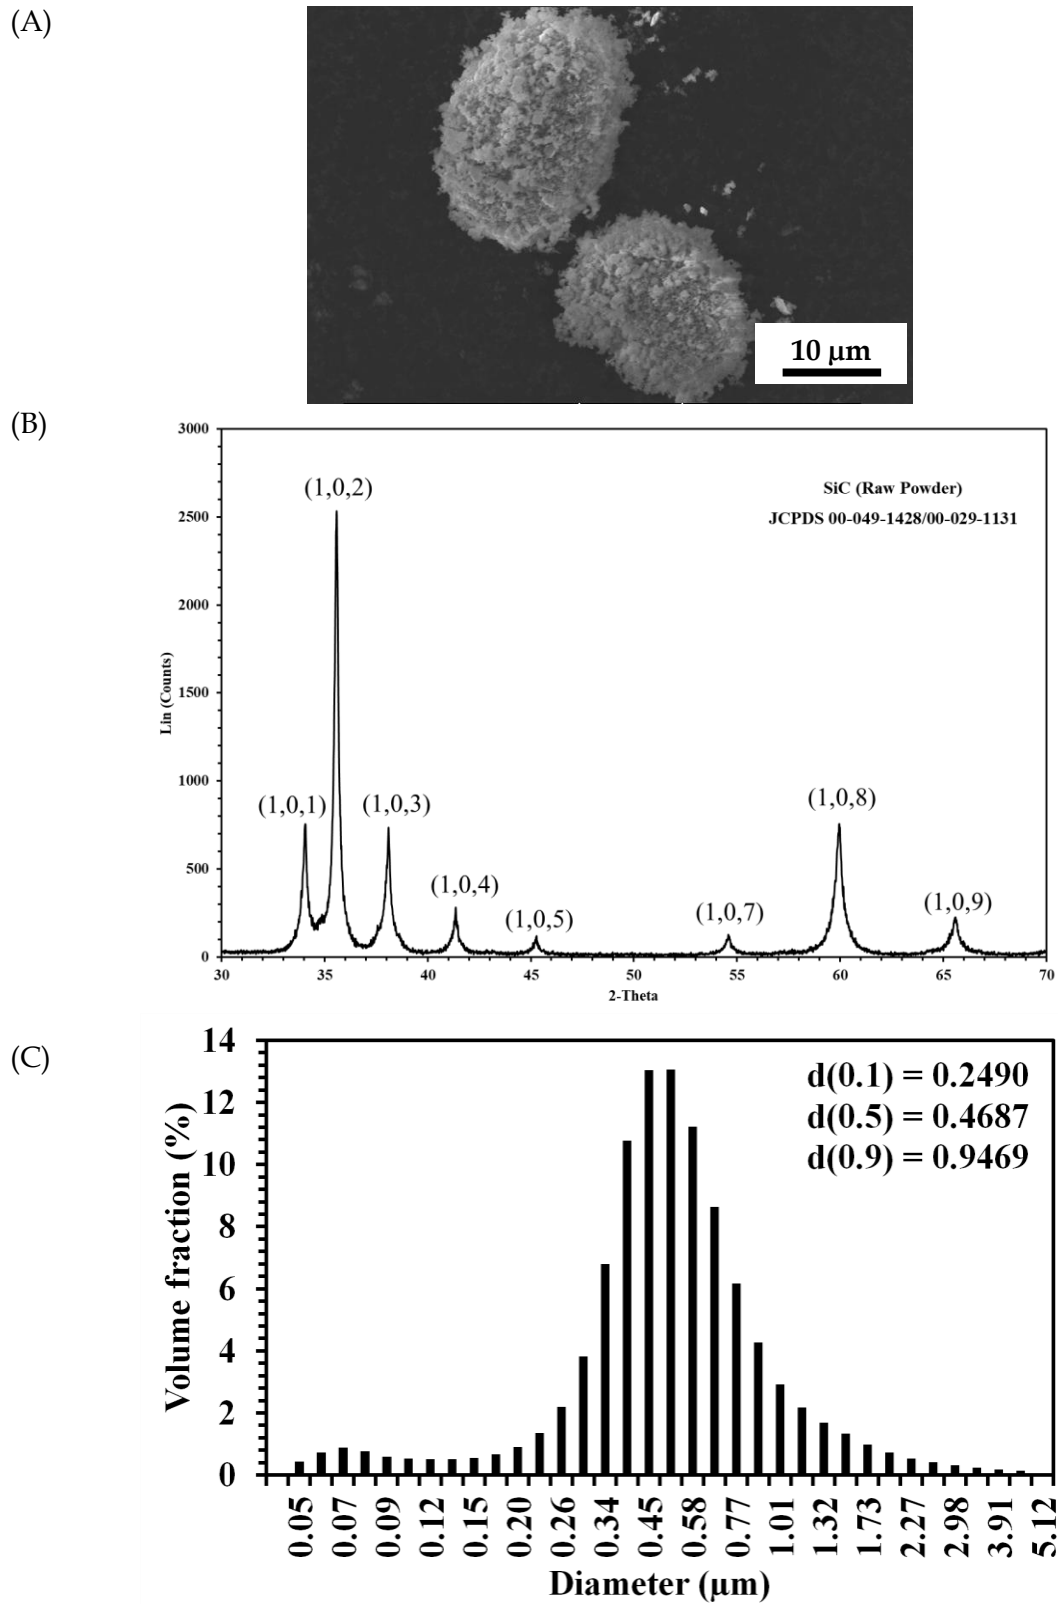 (A)
10 μm
(B)
3000
2500
2000
1500
1000
500
0
Lin (Counts)
(1,0,2)
SiC (Raw Powder)
JCPDS 00-049-1428/00-029-1131
(1,0,1)
(1,0,3)
(1,0,4)
(1,0,5)
(1,0,7)
(1,0,8)
(1,0,9)
30 35 40 45 50 55 60 65 70
2-Theta
(C)
14
12
10
8
6
4
2
0
Volume fraction (%)
d(0.1) = 0.2490
d(0.5) = 0.4687
d(0.9) = 0.9469
0.05 0.07 0.09 0.12 0.15 0.20 0.26 0.34 0.45 0.58 0.77 1.01 1.32 1.73 2.27 2.98 3.91 5.12
Diameter (μm)